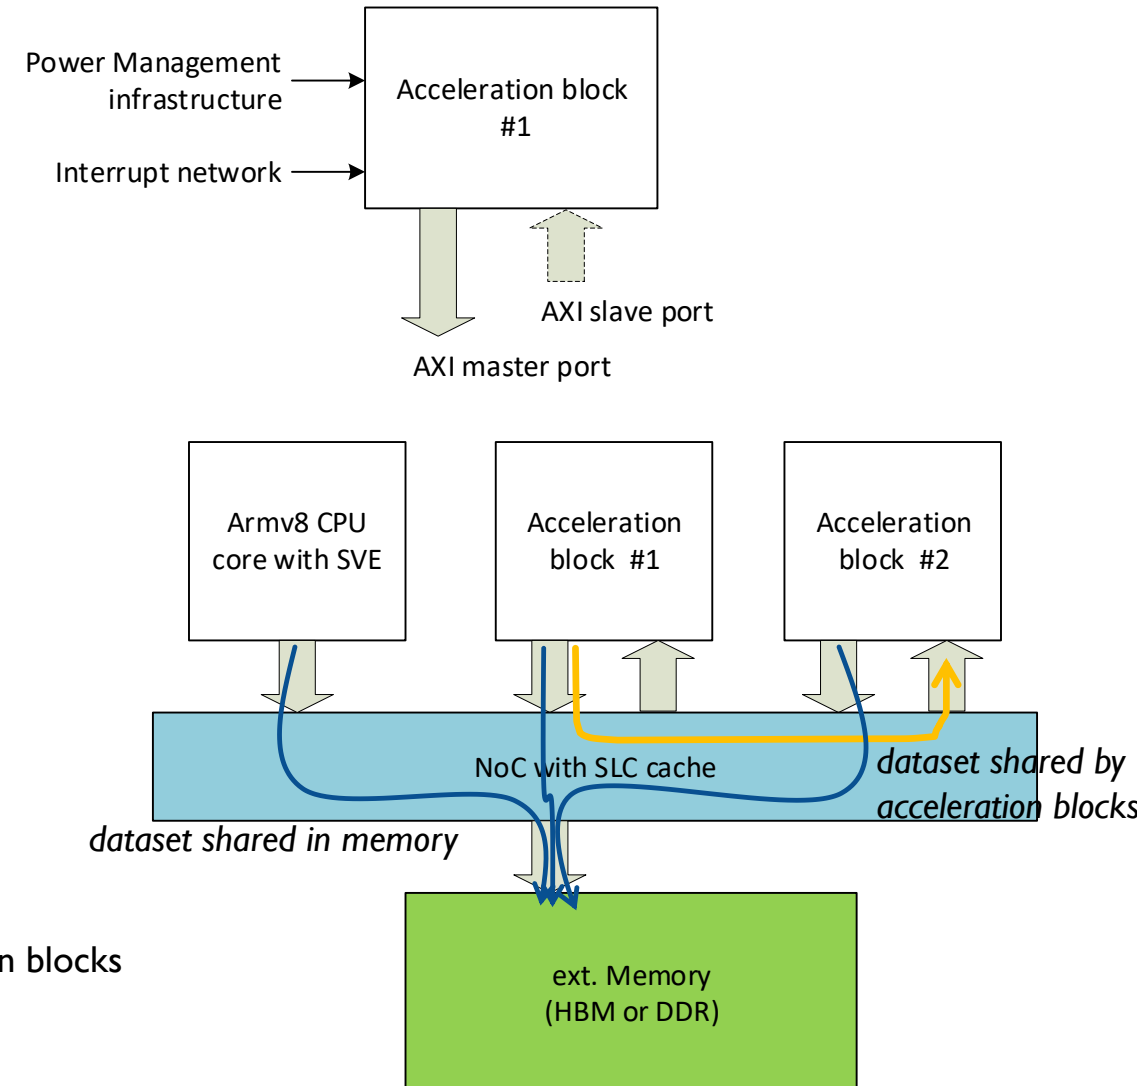 Power Management
infrastructure
Interrupt network
Acceleration block
#1
AXI slave port
AXI master port
Armv8 CPU
core with SVE
Acceleration
block #1
Acceleration
block #2
NoC with SLC cache
dataset shared by
acceleration blocks
dataset shared in memory
n blocks
ext. Memory
(HBM or DDR)